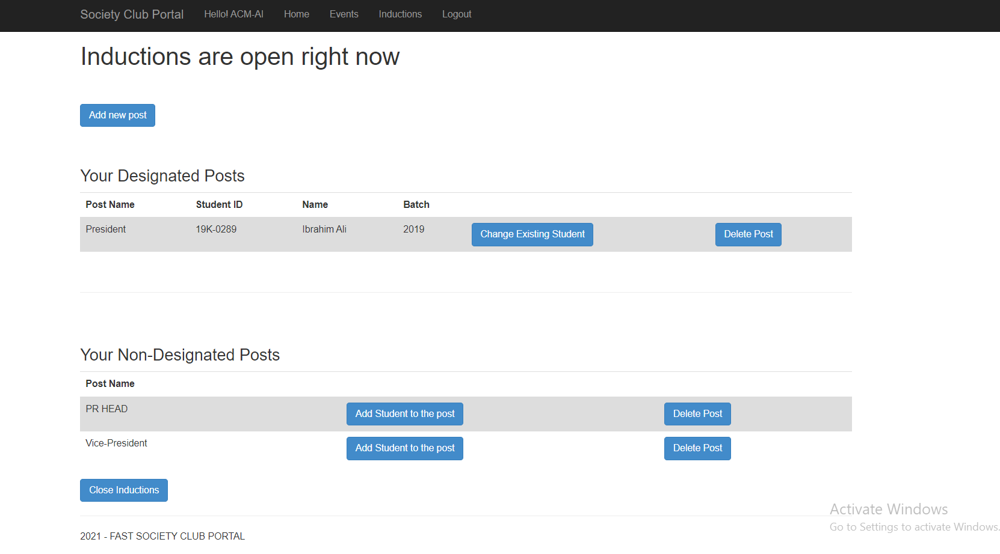 Society Club Portal Hello! ACM-AI Home Events Inductions Logout
Inductions are open right now
Add new post
Your Designated Posts
Post Name Student ID Name Batch
President 19K-0289 Ibrahim Ali 2019 Change Existing Student Delete Post
Your Non-Designated Posts
Post Name
PR HEAD Add Student to the post Delete Post
Vice-President Add Student to the post Delete Post
Close Inductions
Activate Windows
Go to Settings to activate Windows.
2021 - FAST SOCIETY CLUB PORTAL